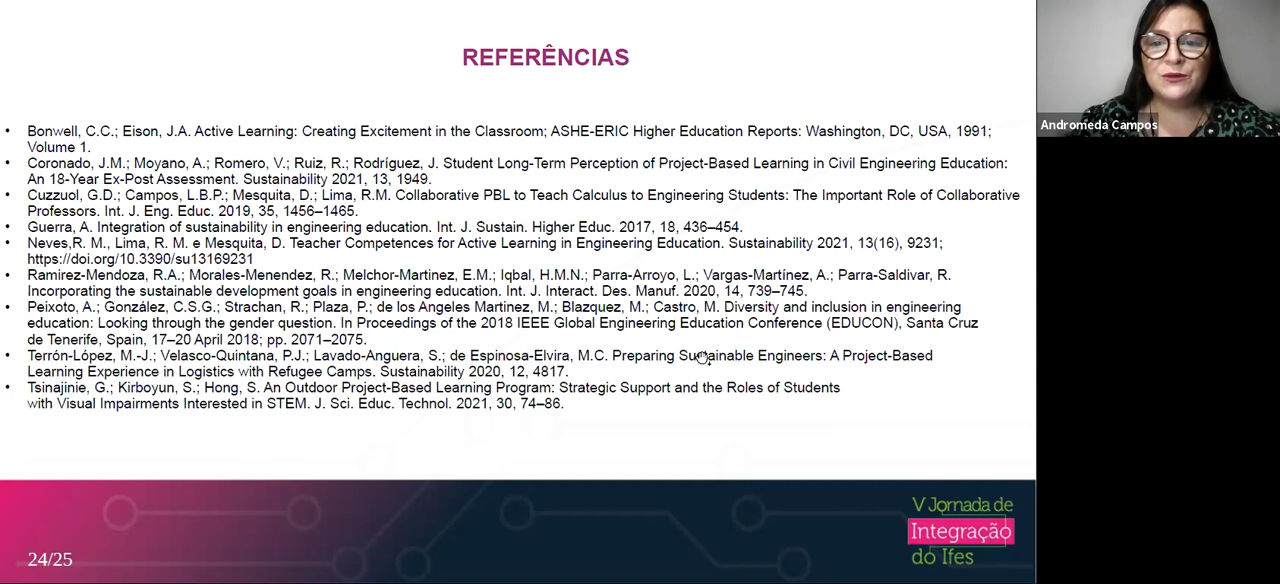 REFERÊNCIAS
• Bonwell, C.C.; Eison, J.A. Active Learning: Creating Excitement in the Classroom; ASHE-ERIC Higher Education Reports: Washington, DC, USA, 1991;
Volume 1.
• Coronado, J.M.; Moyano, A.; Romero, V.; Ruiz, R.; Rodríguez, J. Student Long-Term Perception of Project-Based Learning in Civil Engineering Education:
An 18-Year Ex-Post Assessment. Sustainability 2021, 13, 1949.
• Cuzzuol, G.D.; Campos, L.B.P.; Mesquita, D.; Lima, R.M. Collaborative PBL to Teach Calculus to Engineering Students: The Important Role of Collaborative
Professors. Int. J. Eng. Educ. 2019, 35, 1456–1465.
• Guerra, A. Integration of sustainability in engineering education. Int. J. Sustain. Higher Educ. 2017, 18, 436–454.
• Neves,R. M., Lima, R. M. e Mesquita, D. Teacher Competences for Active Learning in Engineering Education. Sustainability 2021, 13(16), 9231;
https://doi.org/10.3390/su13169231
• Ramirez-Mendoza, R.A.; Morales-Menendez, R.; Melchor-Martinez, E.M.; Iqbal, H.M.N.; Parra-Arroyo, L.; Vargas-Martínez, A.; Parra-Saldivar, R.
Incorporating the sustainable development goals in engineering education. Int. J. Interact. Des. Manuf. 2020, 14, 739–745.
• Peixoto, A.; González, C.S.G.; Strachan, R.; Plaza, P.; de los Angeles Martinez, M.; Blazquez, M.; Castro, M. Diversity and inclusion in engineering
education: Looking through the gender question. In Proceedings of the 2018 IEEE Global Engineering Education Conference (EDUCON), Santa Cruz
de Tenerife, Spain, 17–20 April 2018; pp. 2071–2075.
• Terrón-López, M.-J.; Velasco-Quintana, P.J.; Lavado-Anguera, S.; de Espinosa-Elvira, M.C. Preparing Sustainable Engineers: A Project-Based
Learning Experience in Logistics with Refugee Camps. Sustainability 2020, 12, 4817.
• Tsinajinie, G.; Kirboyun, S.; Hong, S. An Outdoor Project-Based Learning Program: Strategic Support and the Roles of Students
with Visual Impairments Interested in STEM. J. Sci. Educ. Technol. 2021, 30, 74–86.
24/25
V Jornada de
Integração
do Ifes
Andromeda Campos